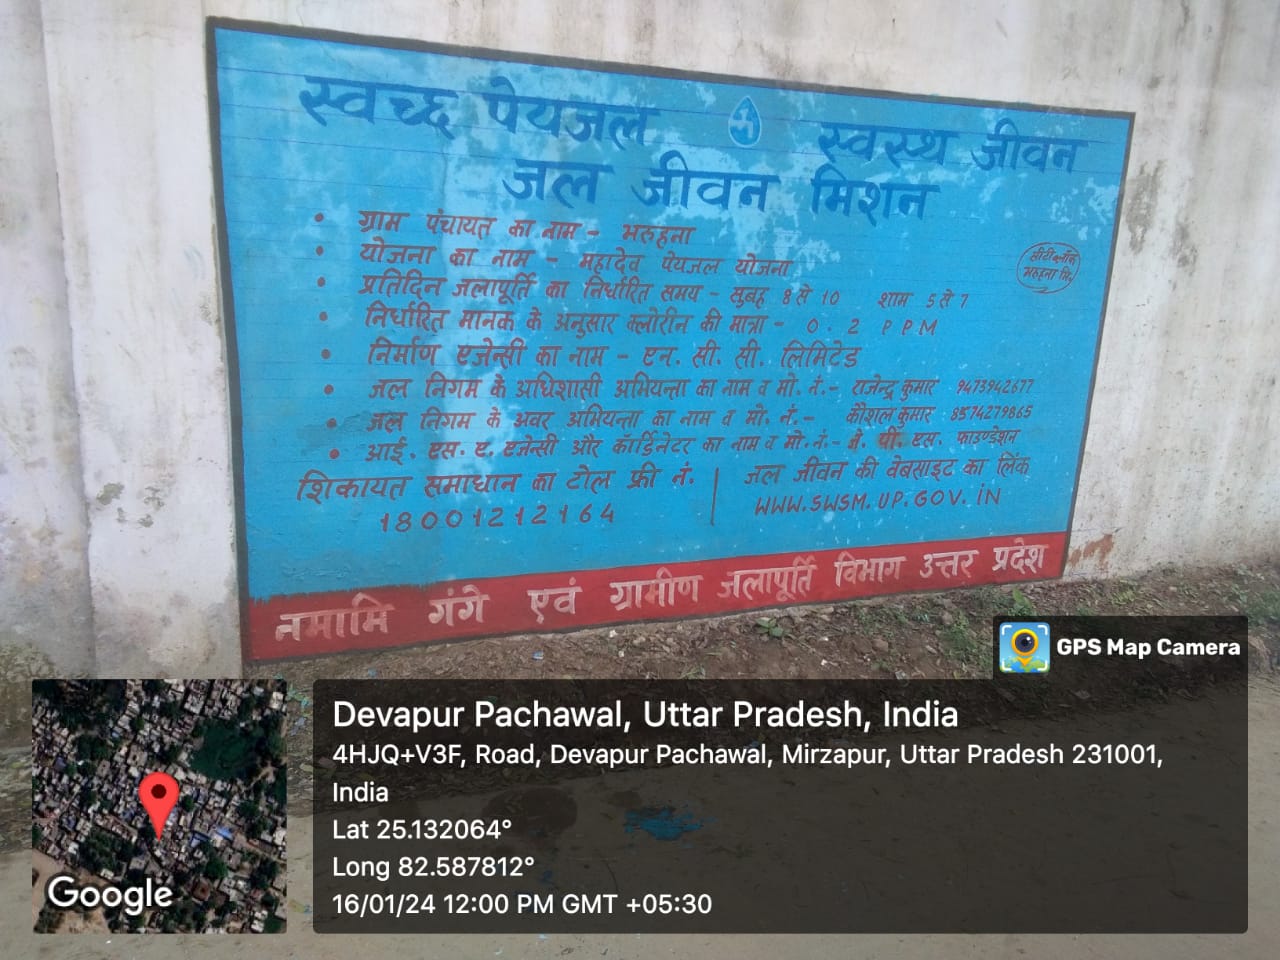 स्वच्छ पेयजल स्वस्थ जीवन
जल जीवन मिशन
• ग्राम पंचायत का नाम - भरुहना
• योजना का नाम - महादेव पेयजल योजना
• प्रतिदिन जलापूर्ति का निर्धारित समय - सुबह 8 से 10 शाम 5 से 7
• निर्धारित मानक के अनुसार क्लोरीन की मात्रा - 0.2 PPM
• निर्माण एजेन्सी का नाम - एन. सी. सी. लिमिटेड
• जल निगम के अधिशासी अभियन्ता का नाम व मो. नं.- राजेन्द्र कुमार 9473942677
• जल निगम के अवर अभियन्ता का नाम व मो. नं.- कौशल कुमार 8574279865
• आई. एस. ए. एजेन्सी और कॉर्डिनेटर का नाम व मो. नं.- पी. एस. फाउण्डेशन
शिकायत समाधान का टोल फ्री नं.
18001212164
जल जीवन की वेबसाइट का लिंक
WWW.SWSM.UP.GOV.iN
नमामि गंगे एवं ग्रामीण जलापूर्ति विभाग उत्तर प्रदेश
GPS Map Camera
Google
Devapur Pachawal, Uttar Pradesh, India
4HJQ+V3F, Road, Devapur Pachawal, Mirzapur, Uttar Pradesh 231001,
India
Lat 25.132064°
Long 82.587812°
16/01/24 12:00 PM GMT +05:30